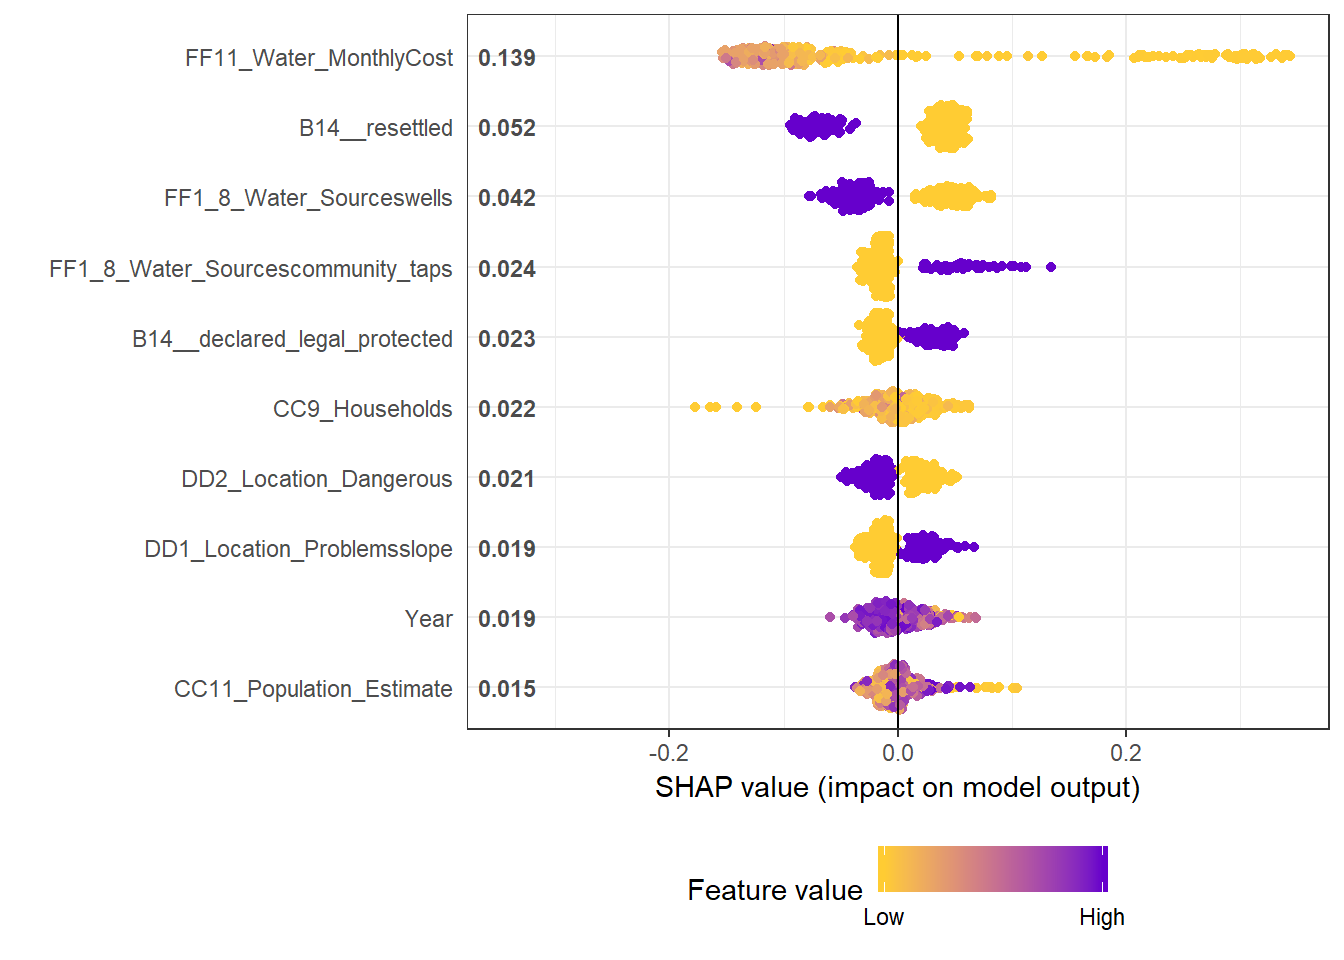 FF11_Water_MonthlyCost 0.139
B14__resettled 0.052
FF1_8_Water_Sourceswells 0.042
FF1_8_Water_Sourcescommunity_taps 0.024
B14__declared_legal_protected 0.023
CC9_Households 0.022
DD2_Location_Dangerous 0.021
DD1_Location_Problemsslope 0.019
Year 0.019
CC11_Population_Estimate 0.015
-0.2 0.0 0.2
SHAP value (impact on model output)
Feature value
Low High